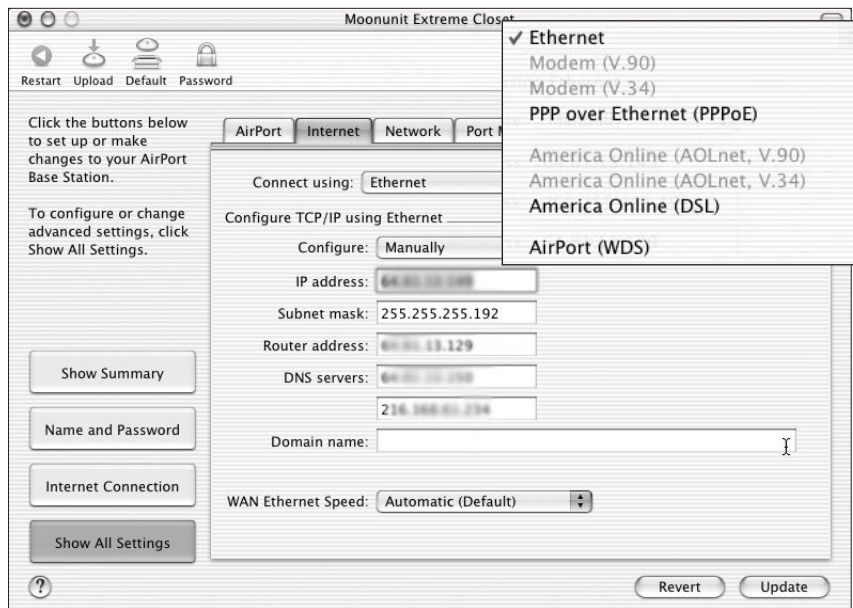 Moonunit Extreme Closet
Restart Upload Default Password
✓ Ethernet
Modem (V.90)
Modem (V.34)
PPP over Ethernet (PPPoE)
America Online (AOLnet, V.90)
America Online (AOLnet, V.34)
America Online (DSL)
AirPort (WDS)
Click the buttons below
to set up or make
changes to your AirPort
Base Station.
To configure or change
advanced settings, click
Show All Settings.
Show Summary
Name and Password
Internet Connection
Show All Settings
AirPort Internet Network Port
Connect using: Ethernet
Configure TCP/IP using Ethernet
Configure: Manually
IP address:
Subnet mask: 255.255.255.192
Router address: .13.129
DNS servers:
Domain name:
WAN Ethernet Speed: Automatic (Default)
?
Revert Update